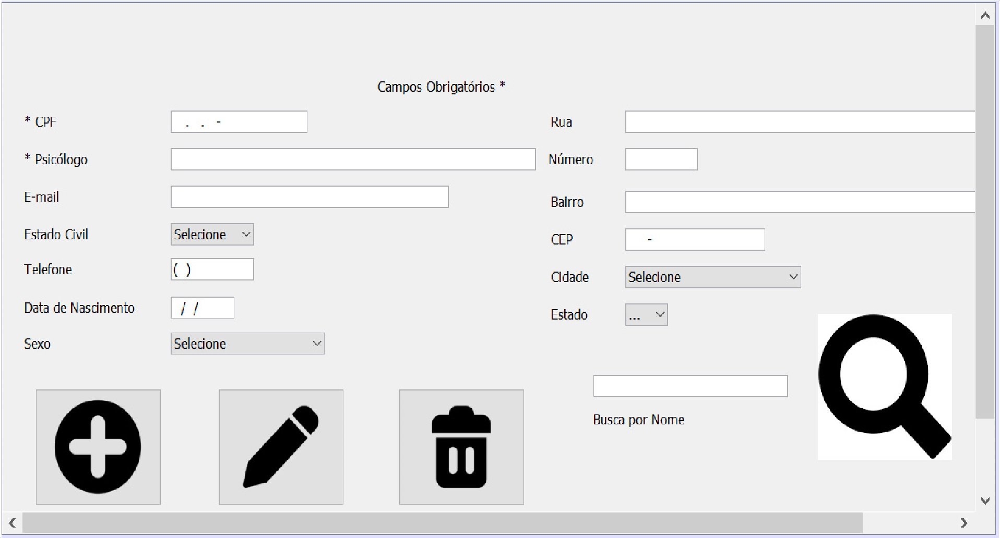 Campos Obrigatórios *
* CPF . . -
* Psicólogo
E-mail
Estado Civil Selecione
Telefone ( )
Data de Nascimento / /
Sexo Selecione
Rua
Número
Bairro
CEP -
Cidade Selecione
Estado ...
Busca por Nome